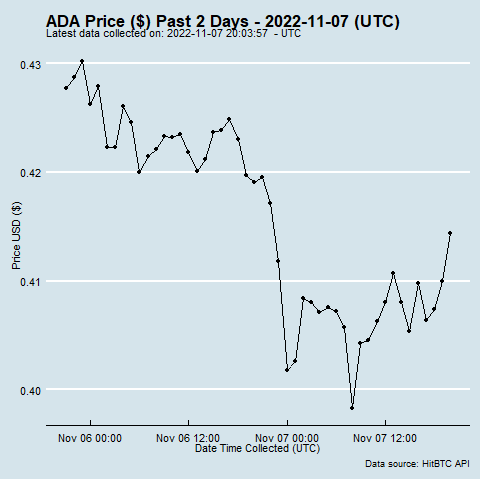 ADA Price ($) Past 2 Days - 2022-11-07 (UTC)
Latest data collected on: 2022-11-07 20:03:57  - UTC
0.43
0.42
0.41
0.40
Price USD ($)
Nov 06 00:00 Nov 06 12:00 Nov 07 00:00 Nov 07 12:00
Date Time Collected (UTC)
Data source: HitBTC API